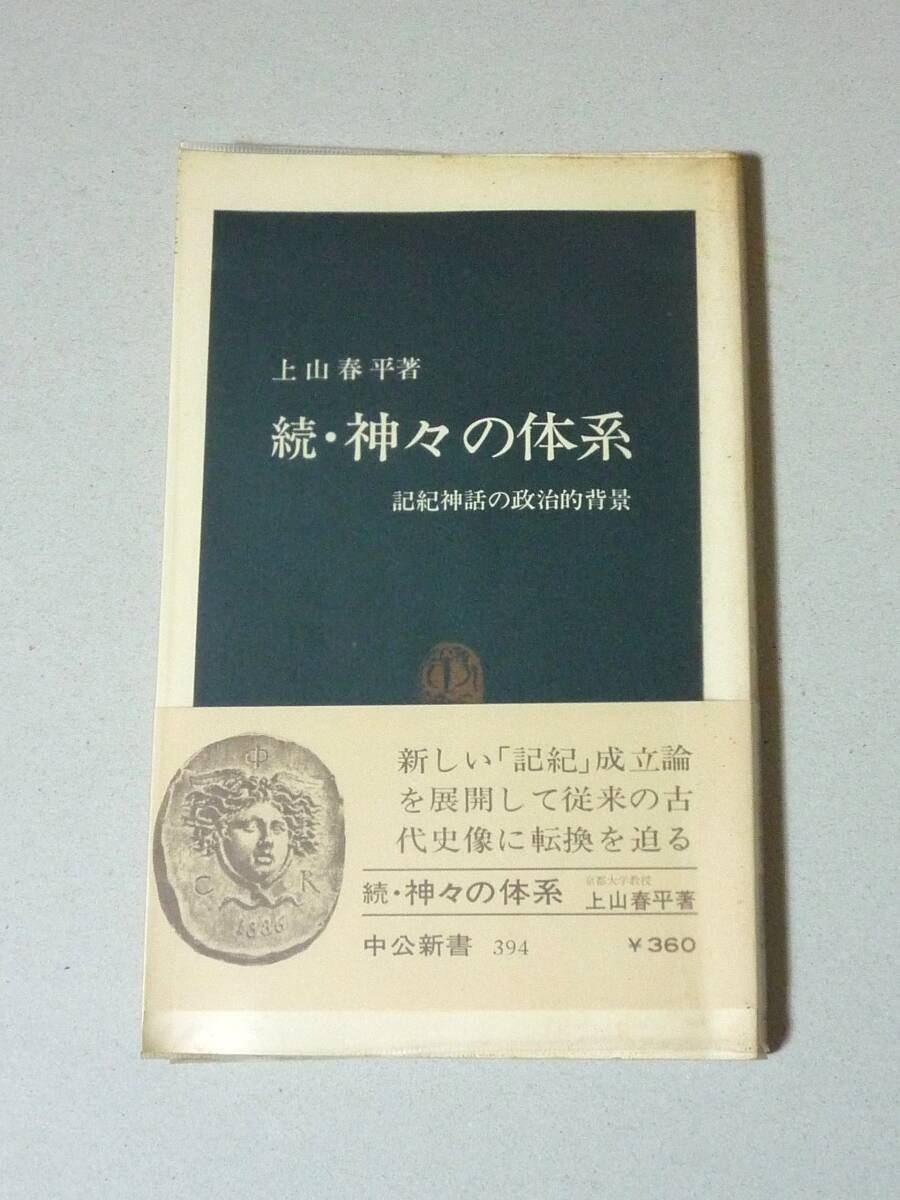 上山春平著
続・神々の体系
記紀神話の政治的背景
新しい「記紀」成立論
を展開して従来の古
代史像に転換を迫る
続・神々の体系
京都大学教授
上山春平著
中公新書 394 ¥360
中
C R
1886